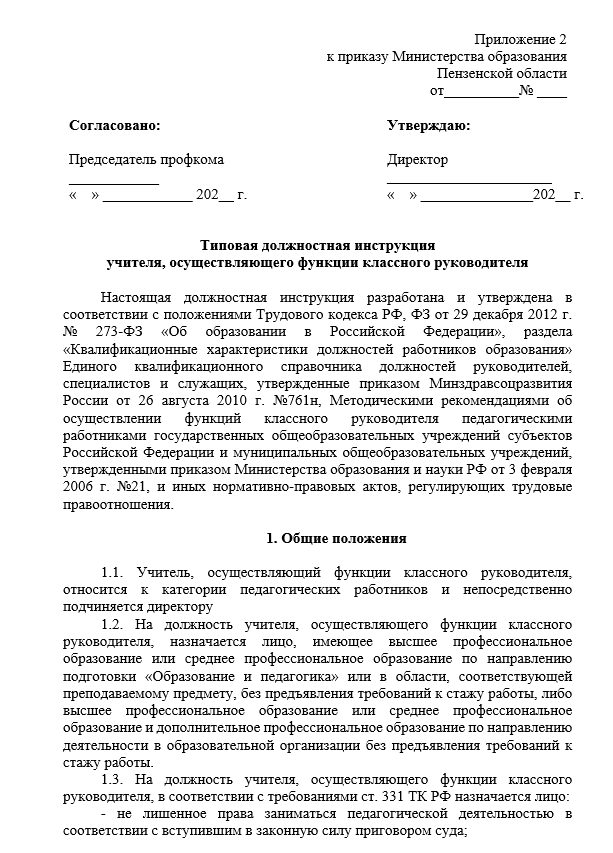 Приложение 2
к приказу Министерства образования
Пензенской области
от__________№ ____
Согласовано: Утверждаю:
Председатель профкома Директор
____________ ______________________
« » ____________ 202__ г. « » _______________202__ г.
Типовая должностная инструкция
учителя, осуществляющего функции классного руководителя
Настоящая должностная инструкция разработана и утверждена в
соответствии с положениями Трудового кодекса РФ, ФЗ от 29 декабря 2012 г.
№ 273-ФЗ «Об образовании в Российской Федерации», раздела
«Квалификационные характеристики должностей работников образования»
Единого квалификационного справочника должностей руководителей,
специалистов и служащих, утвержденные приказом Минздравсоцразвития
России от 26 августа 2010 г. №761н, Методическими рекомендациями об
осуществлении функций классного руководителя педагогическими
работниками государственных общеобразовательных учреждений субъектов
Российской Федерации и муниципальных общеобразовательных учреждений,
утвержденными приказом Министерства образования и науки РФ от 3 февраля
2006 г. №21, и иных нормативно-правовых актов, регулирующих трудовые
правоотношения.
1. Общие положения
1.1. Учитель, осуществляющий функции классного руководителя,
относится к категории педагогических работников и непосредственно
подчиняется директору
1.2. На должность учителя, осуществляющего функции классного
руководителя, назначается лицо, имеющее высшее профессиональное
образование или среднее профессиональное образование по направлению
подготовки «Образование и педагогика» или в области, соответствующей
преподаваемому предмету, без предъявления требований к стажу работы, либо
высшее профессиональное образование или среднее профессиональное
образование и дополнительное профессиональное образование по направлению
деятельности в образовательной организации без предъявления требований к
стажу работы.
1.3. На должность учителя, осуществляющего функции классного
руководителя, в соответствии с требованиями ст. 331 ТК РФ назначается лицо:
- не лишенное права заниматься педагогической деятельностью в
соответствии с вступившим в законную силу приговором суда;